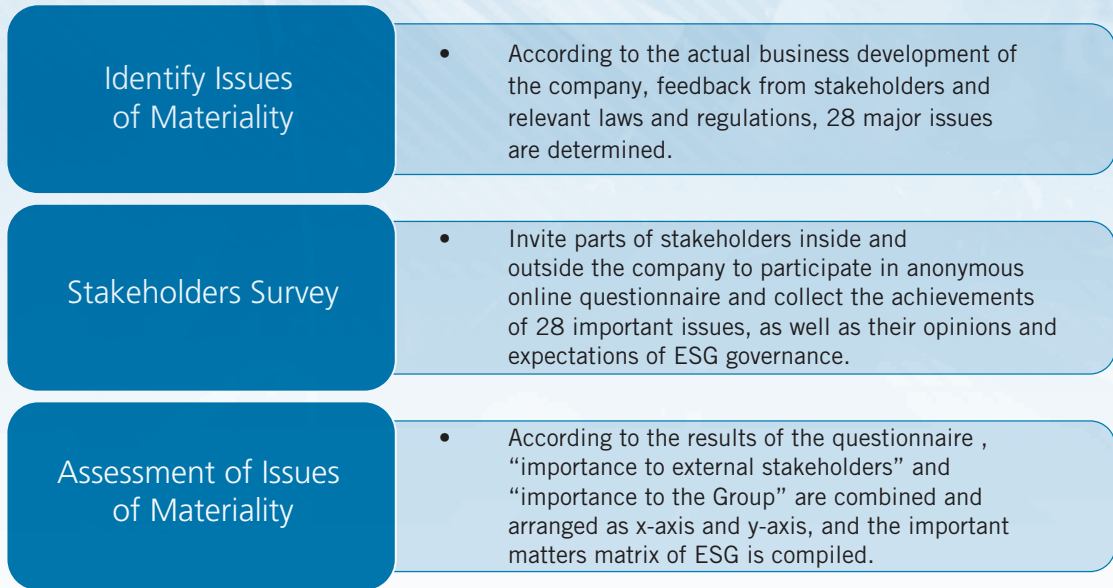 Identify Issues
of Materiality
• According to the actual business development of
the company, feedback from stakeholders and
relevant laws and regulations, 28 major issues
are determined.
Stakeholders Survey
• Invite parts of stakeholders inside and
outside the company to participate in anonymous
online questionnaire and collect the achievements
of 28 important issues, as well as their opinions and
expectations of ESG governance.
Assessment of Issues
of Materiality
• According to the results of the questionnaire ,
“importance to external stakeholders” and
“importance to the Group” are combined and
arranged as x-axis and y-axis, and the important
matters matrix of ESG is compiled.